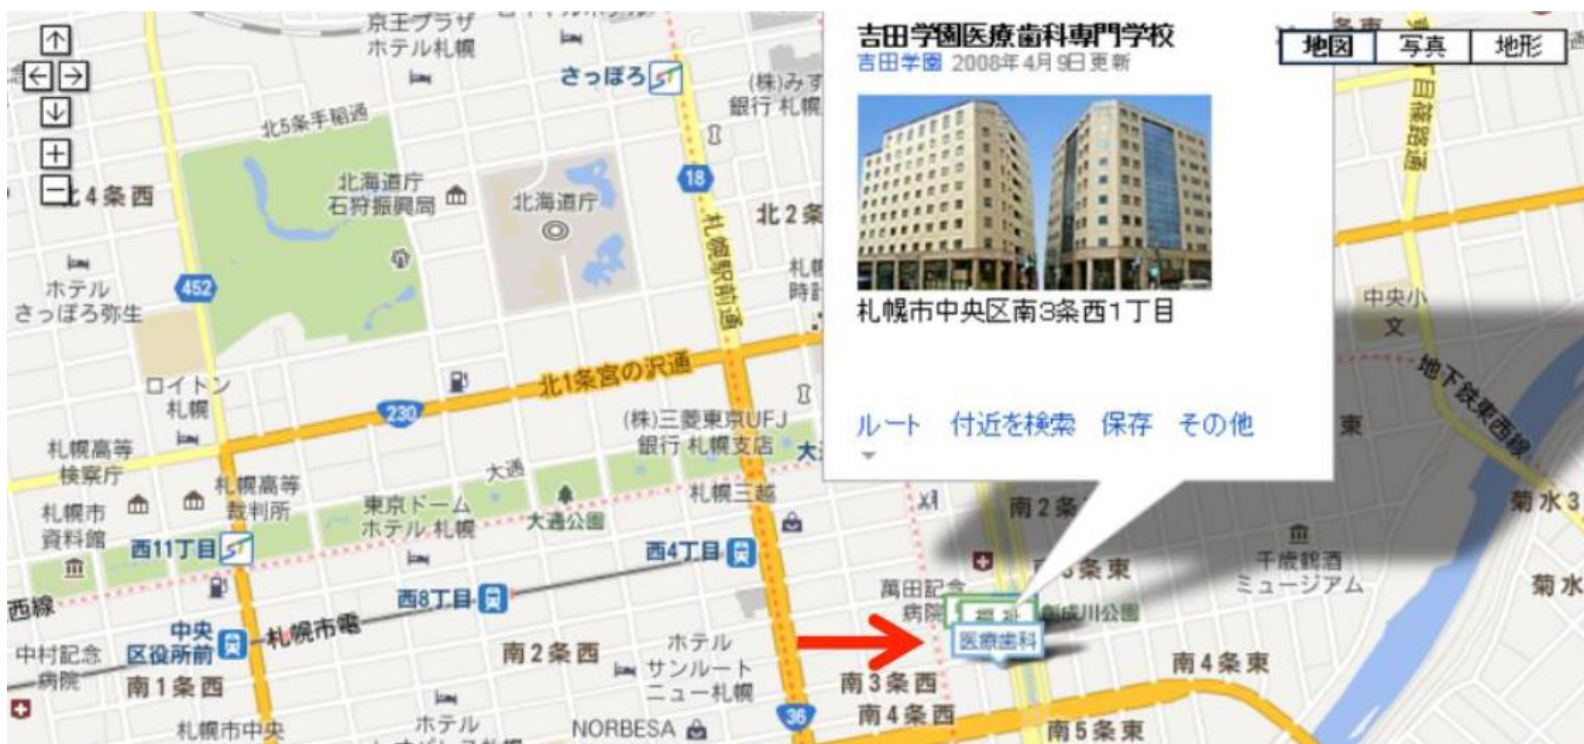 吉田学園医療歯科専門学校
吉田学園 2008年4月9日更新
札幌市中央区南3条西1丁目
ルート 付近を検索 保存 その他
地図 写真 地形
京王プラザ
ホテル札幌
さっぽろ
(株)みず
銀行 札幌
北5条手稲通
北4条西
北海道庁
石狩振興局
北海道庁
18
北2条
札幌駅前通
ホテル
さっぽろ弥生
452
ロイトン
札幌
北1条宮の沢通
230
(株)三菱東京UFJ
銀行 札幌支店
札幌高等
検察庁
札幌高等
裁判所
大通
札幌三越
札幌市
資料館
東京ドーム
ホテル 札幌
大通公園
西11丁目
西4丁目
西8丁目
西線
中央
区役所前
札幌市電
中村記念
病院
南1条西
南2条西
ホテル
サンルート
ニュー札幌
南3条西
南4条西
札幌市中央
ホテル
NORBESA
36
萬田記念
病院
福祉
創成川公園
医療歯科
南2条
3条東
千歳鶴酒
ミュージアム
南4条東
南5条東
条東
丁目篠路通
中央小
文
地下鉄東西線
東
菊水3
菊水